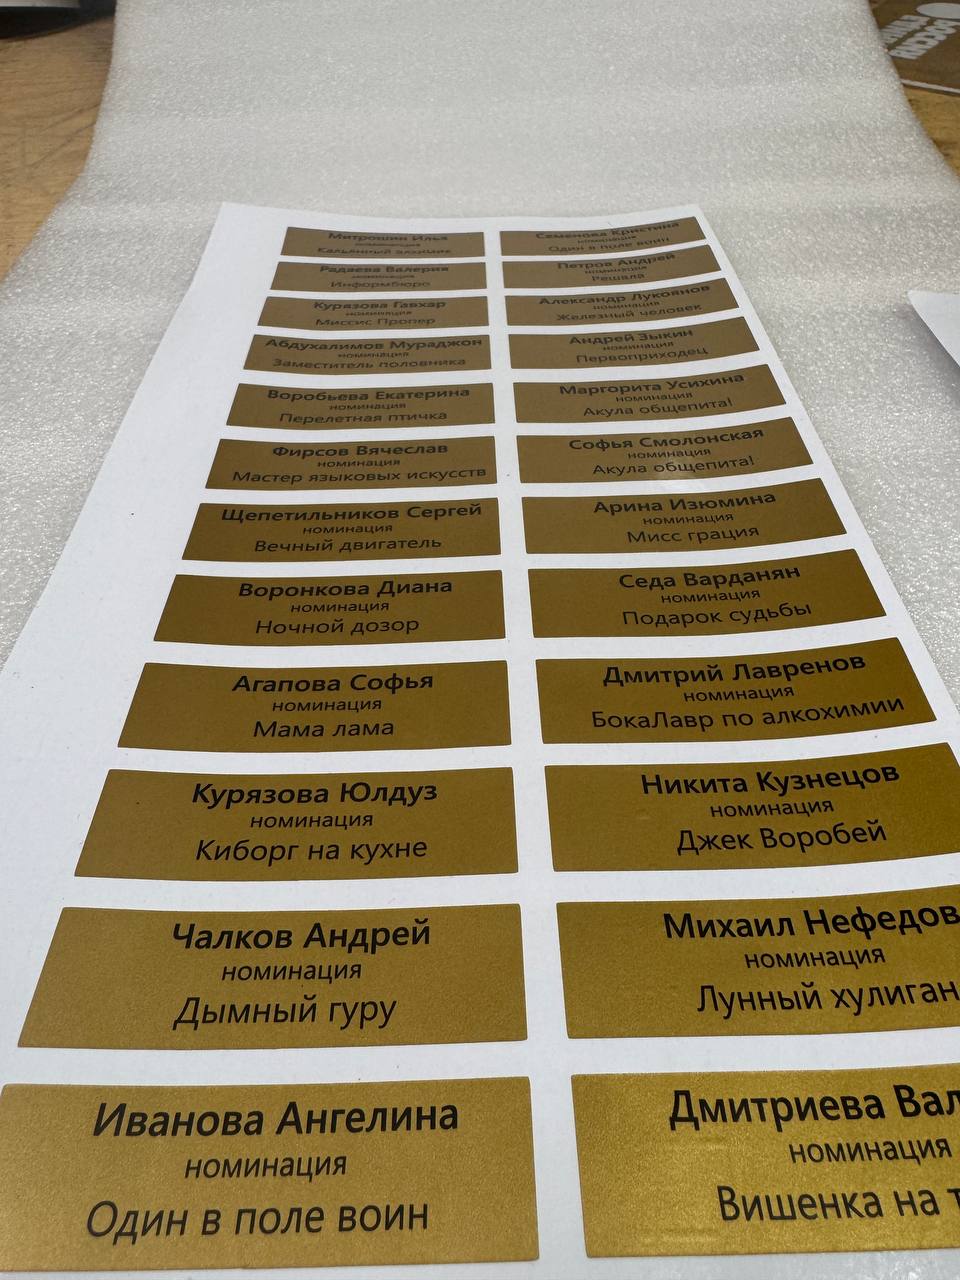 РОССИЯ
Митрошин Илья
номинация
Кальянный
Радаева Валерия
номинация
Информбюро
Курязова Гавхар
номинация
Миссис Пропер
Абдухалимов Мураджон
номинация
Заместитель половника
Воробьева Екатерина
номинация
Перелетная птичка
Фирсов Вячеслав
номинация
Мастер языковых искусств
Щепетильников Сергей
номинация
Вечный двигатель
Воронкова Диана
номинация
Ночной дозор
Агапова Софья
номинация
Мама лама
Курязова Юлдуз
номинация
Киборг на кухне
Чалков Андрей
номинация
Дымный гуру
Иванова Ангелина
номинация
Один в поле воин
Семенова Кристина
номинация
Один в поле воин
Петров Андрей
номинация
Решала
Александр Луковнов
номинация
Железный человек
Андрей Зыкин
номинация
Первоприходец
Маргорита Усихина
номинация
Акула общепита!
Софья Смолонская
номинация
Акула общепита!
Арина Изюмина
номинация
Мисс грация
Седа Варданян
номинация
Подарок судьбы
Дмитрий Лавренов
номинация
БокаЛавр по алкохимии
Никита Кузнецов
номинация
Джек Воробей
Михаил Нефедов
номинация
Лунный хулиган
Дмитриева Вал
номинация
Вишенка на т